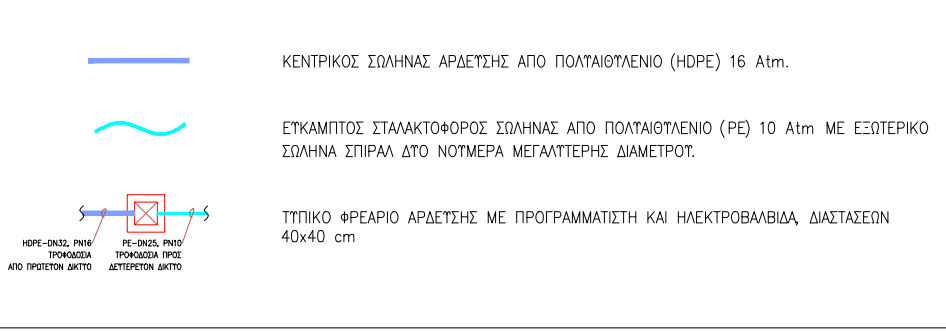 ΚΕΝΤΡΙΚΟΣ ΣΩΛΗΝΑΣ ΑΡΔΕΥΣΗΣ ΑΠΟ ΠΟΛΥΑΙΘΥΛΕΝΙΟ (HDPE) 16 Atm.
ΕΥΚΑΜΠΤΟΣ ΣΤΑΛΑΚΤΟΦΟΡΟΣ ΣΩΛΗΝΑΣ ΑΠΟ ΠΟΛΥΑΙΘΥΛΕΝΙΟ (PE) 10 Atm ΜΕ ΕΞΩΤΕΡΙΚΟ
ΣΩΛΗΝΑ ΣΠΙΡΑΛ ΔΥΟ ΝΟΥΜΕΡΑ ΜΕΓΑΛΥΤΕΡΗΣ ΔΙΑΜΕΤΡΟΥ.
ΤΥΠΙΚΟ ΦΡΕΑΡΙΟ ΑΡΔΕΥΣΗΣ ΜΕ ΠΡΟΓΡΑΜΜΑΤΙΣΤΗ ΚΑΙ ΗΛΕΚΤΡΟΒΑΛΒΙΔΑ, ΔΙΑΣΤΑΣΕΩΝ
40x40 cm
HDPE-DN32, PN16
ΤΡΟΦΟΔΟΣΙΑ
ΑΠΟ ΠΡΩΤΕΥΟΝ ΔΙΚΤΥΟ
PE-DN25, PN10
ΤΡΟΦΟΔΟΣΙΑ ΠΡΟΣ
ΔΕΥΤΕΡΕΥΟΝ ΔΙΚΤΥΟ